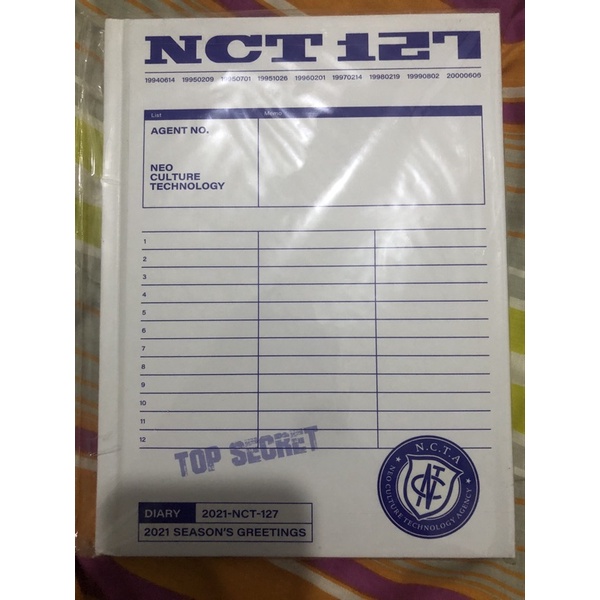 NCT 127
19940614 19950209 19950701 19951026 19960201 19970214 19980219 19990802 20000606
List Memo
AGENT NO.
NEO
CULTURE
TECHNOLOGY
1
2
3
4
5
6
7
8
9
10
11
12
TOP SECRET
N.C.T.A
NEO CULTURE TECHNOLOGY AGENCY
NCT
DIARY 2021-NCT-127
2021 SEASON'S GREETINGS